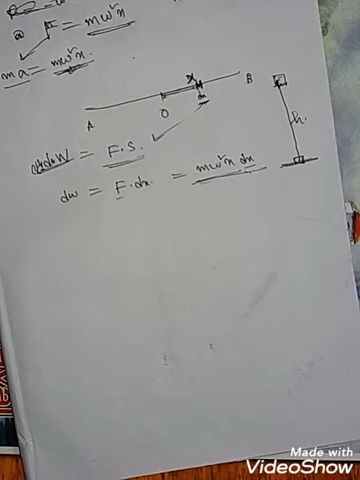 F = mω²x
ma = mω²x.
x
B
dx
A
O
h.
dW = F.S.
dw = F.dx. = mω²x dx
Made with
VideoShow